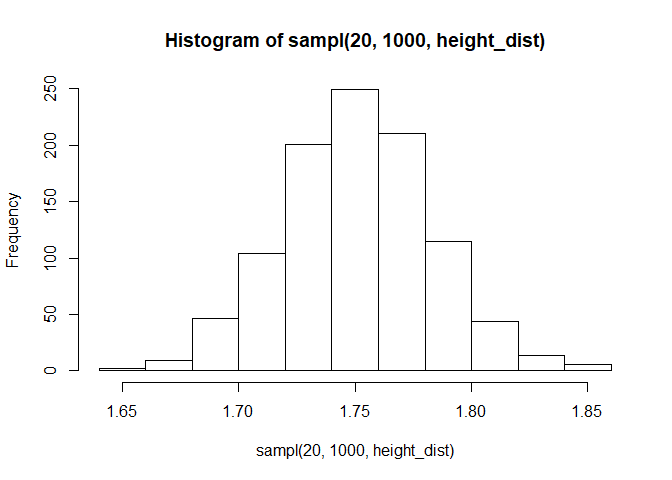 Histogram of sampl(20, 1000, height_dist)
Frequency
250
200
150
100
50
0
1.65 1.70 1.75 1.80 1.85
sampl(20, 1000, height_dist)